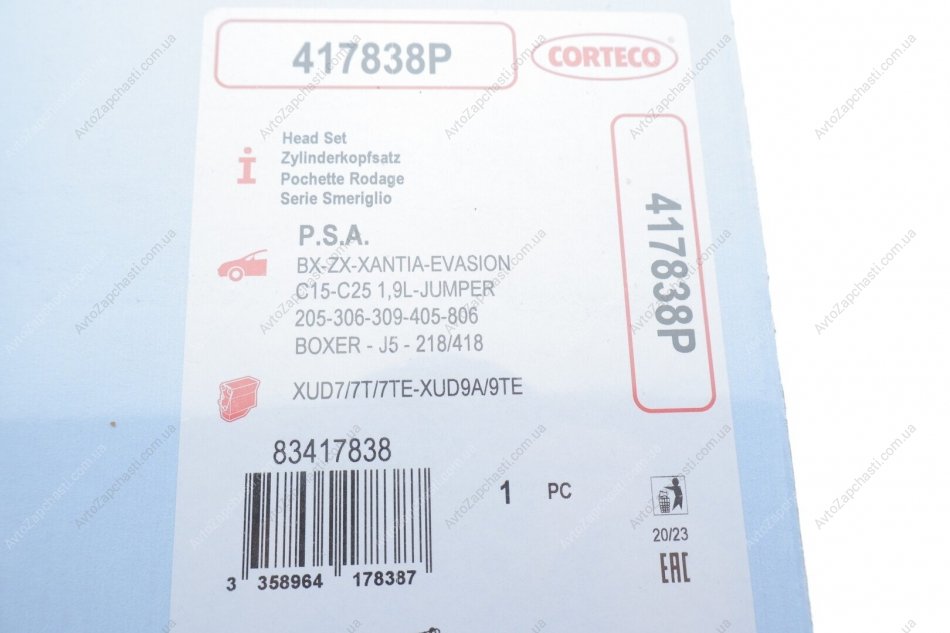 417838P
CORTECO
Head Set
Zylinderkopfsatz
Pochette Rodage
Serie Smeriglio
P.S.A.
BX-ZX-XANTIA-EVASION
C15-C25 1,9L-JUMPER
205-306-309-405-806
BOXER - J5 - 218/418
XUD7/7T/7TE-XUD9A/9TE
417838P
83417838
3 358964 178387
1 PC
20/23
EAC
AvtoZapchasti.com.ua